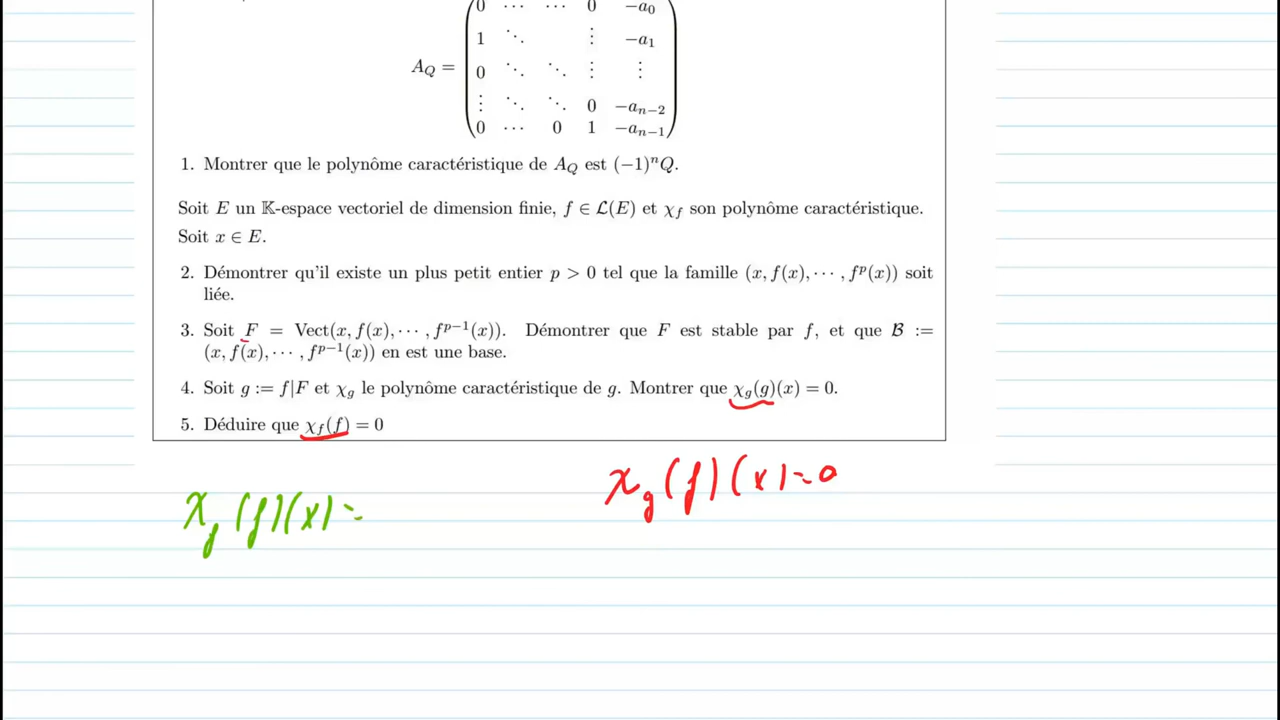 0 ⋯ ⋯ 0 −a₀
1 ⋱ ⋮ −a₁
A_Q = 0 ⋱ ⋱ ⋮ ⋮
⋮ ⋱ ⋱ 0 −a_{n−2}
0 ⋯ 0 1 −a_{n−1}
1. Montrer que le polynôme caractéristique de A_Q est (−1)ⁿQ.
Soit E un 𝕂-espace vectoriel de dimension finie, f ∈ ℒ(E) et χ_f son polynôme caractéristique.
Soit x ∈ E.
2. Démontrer qu'il existe un plus petit entier p > 0 tel que la famille (x, f(x), ⋯ , f^p(x)) soit
liée.
3. Soit F = Vect(x, f(x), ⋯ , f^{p−1}(x)). Démontrer que F est stable par f, et que ℬ :=
(x, f(x), ⋯ , f^{p−1}(x)) en est une base.
4. Soit g := f|F et χ_g le polynôme caractéristique de g. Montrer que χ_g(g)(x) = 0.
5. Déduire que χ_f(f) = 0
χ_g(f)(x) = 0
χ_f(f)(x) =